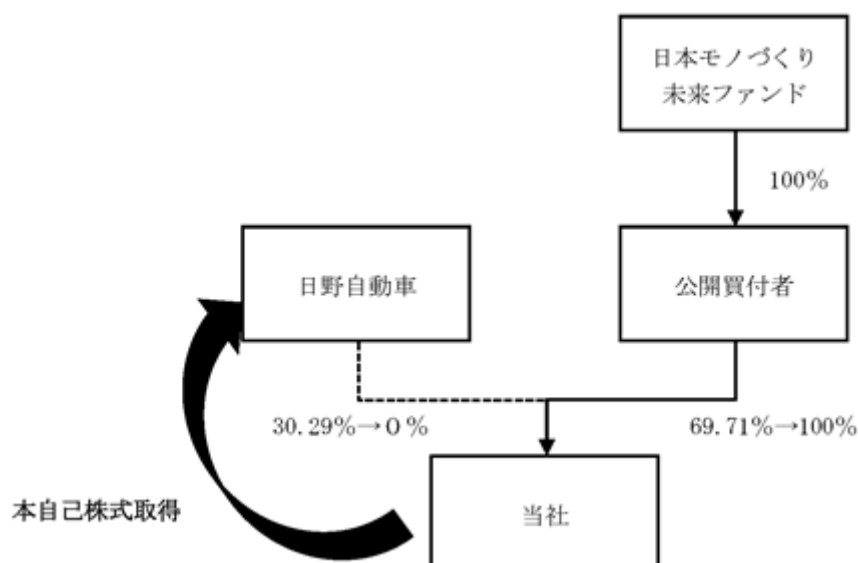 日本モノづくり
未来ファンド
100%
日野自動車
公開買付者
30.29%→0%
69.71%→100%
本自己株式取得
当社